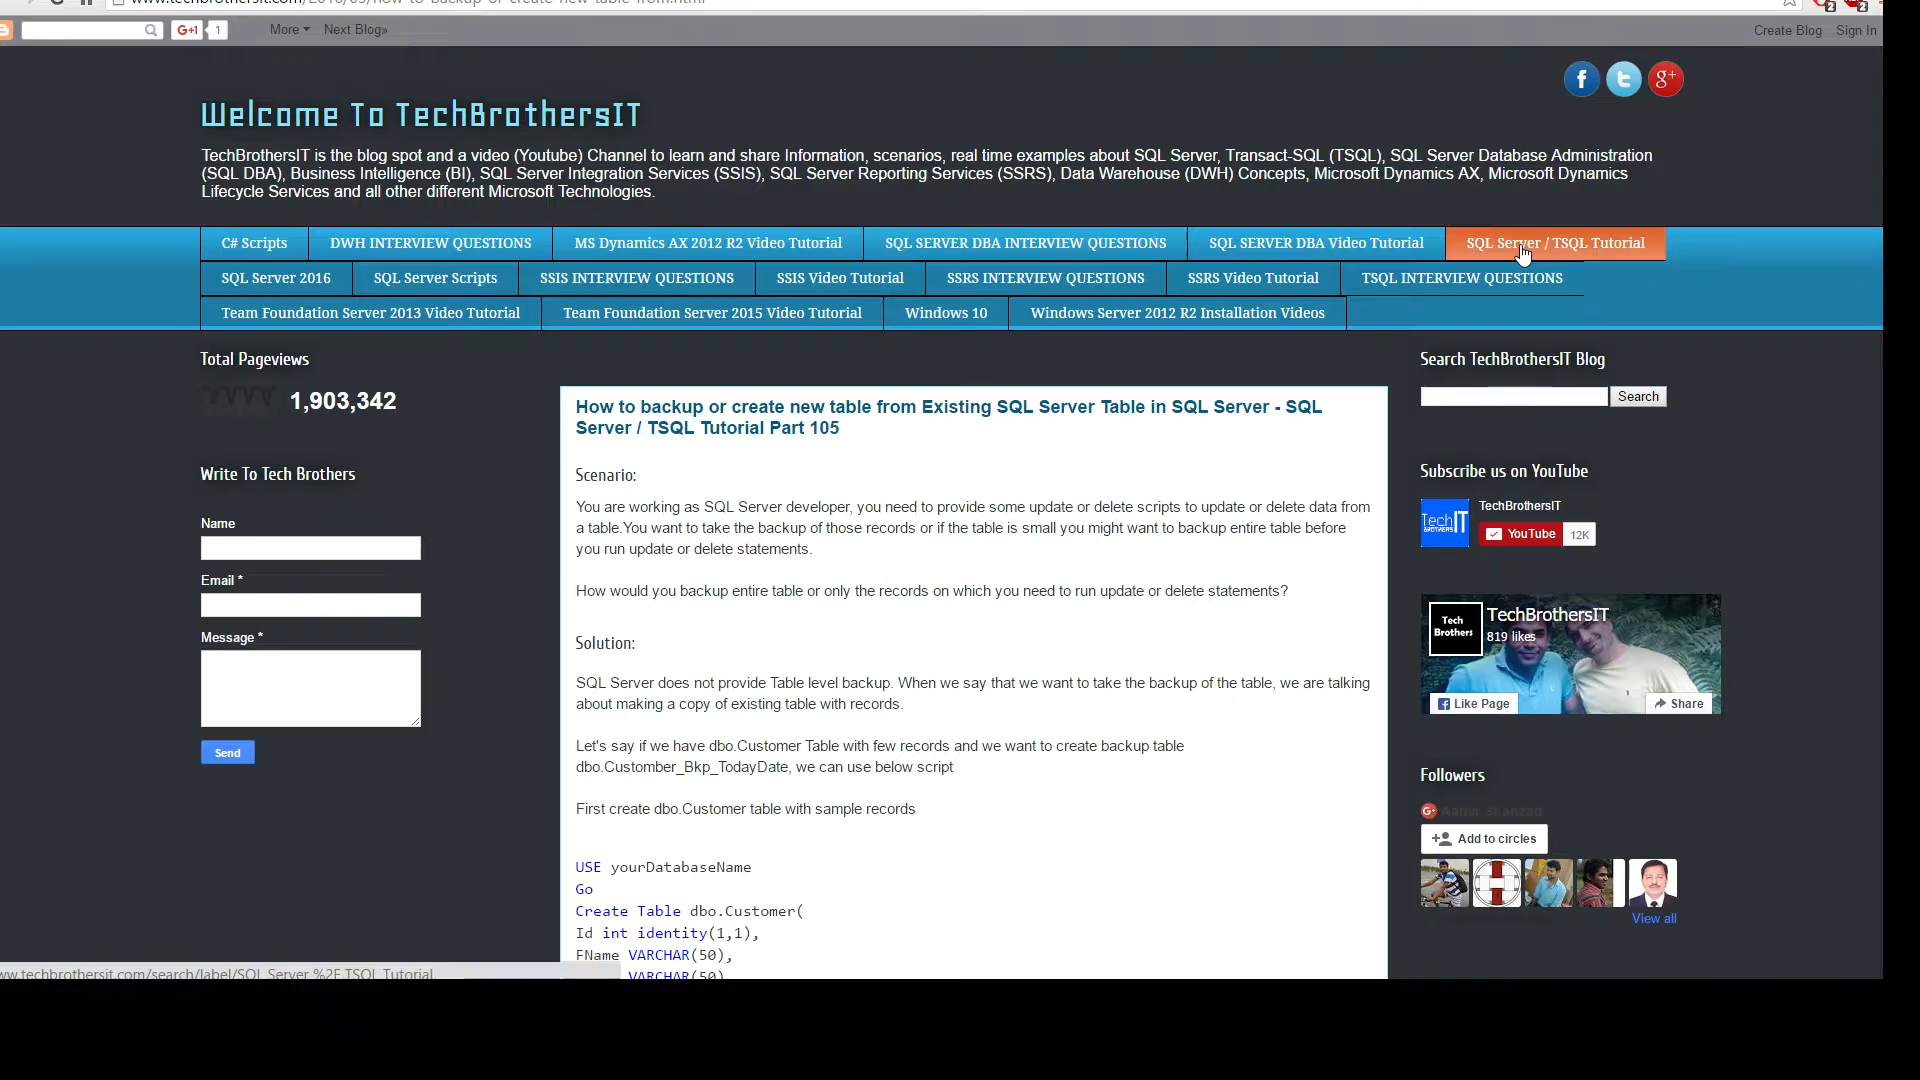 G+1 1 More Next Blog» Create Blog Sign In
Welcome To TechBrothersIT
TechBrothersIT is the blog spot and a video (Youtube) Channel to learn and share Information, scenarios, real time examples about SQL Server, Transact-SQL (TSQL), SQL Server Database Administration
(SQL DBA), Business Intelligence (BI), SQL Server Integration Services (SSIS), SQL Server Reporting Services (SSRS), Data Warehouse (DWH) Concepts, Microsoft Dynamics AX, Microsoft Dynamics
Lifecycle Services and all other different Microsoft Technologies.
C# Scripts DWH INTERVIEW QUESTIONS MS Dynamics AX 2012 R2 Video Tutorial SQL SERVER DBA INTERVIEW QUESTIONS SQL SERVER DBA Video Tutorial SQL Server / TSQL Tutorial
SQL Server 2016 SQL Server Scripts SSIS INTERVIEW QUESTIONS SSIS Video Tutorial SSRS INTERVIEW QUESTIONS SSRS Video Tutorial TSQL INTERVIEW QUESTIONS
Team Foundation Server 2013 Video Tutorial Team Foundation Server 2015 Video Tutorial Windows 10 Windows Server 2012 R2 Installation Videos
Total Pageviews
1,903,342
Write To Tech Brothers
Name
Email *
Message *
Send
How to backup or create new table from Existing SQL Server Table in SQL Server - SQL
Server / TSQL Tutorial Part 105
Scenario:
You are working as SQL Server developer, you need to provide some update or delete scripts to update or delete data from
a table.You want to take the backup of those records or if the table is small you might want to backup entire table before
you run update or delete statements.
How would you backup entire table or only the records on which you need to run update or delete statements?
Solution:
SQL Server does not provide Table level backup. When we say that we want to take the backup of the table, we are talking
about making a copy of existing table with records.
Let's say if we have dbo.Customer Table with few records and we want to create backup table
dbo.Customber_Bkp_TodayDate, we can use below script
First create dbo.Customer table with sample records
USE yourDatabaseName
Go
Create Table dbo.Customer(
Id int identity(1,1),
FName VARCHAR(50),
VARCHAR(50)
Search TechBrothersIT Blog
Search
Subscribe us on YouTube
Tech IT BROTHERS
TechBrothersIT
YouTube 12K
Tech Brothers
TechBrothersIT
819 likes
Like Page Share
Followers
Add to circles
View all
www.techbrothersit.com/search/label/SQL Server %2F TSQL Tutorial